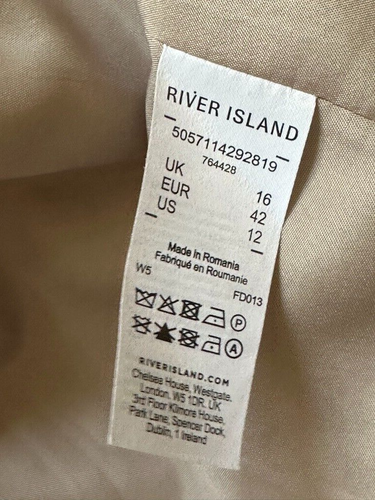 RIVER ISLAND
5057114292819
764428
UK 16
EUR 42
US 12
Made in Romania
Fabriqué en Roumanie
W5 FD013
P
A
RIVERISLAND.COM
Chelsea House, Westgate,
London, W5 1DR. UK
3rd Floor Kilmore House,
Park Lane, Spencer Dock,
Dublin, 1 Ireland